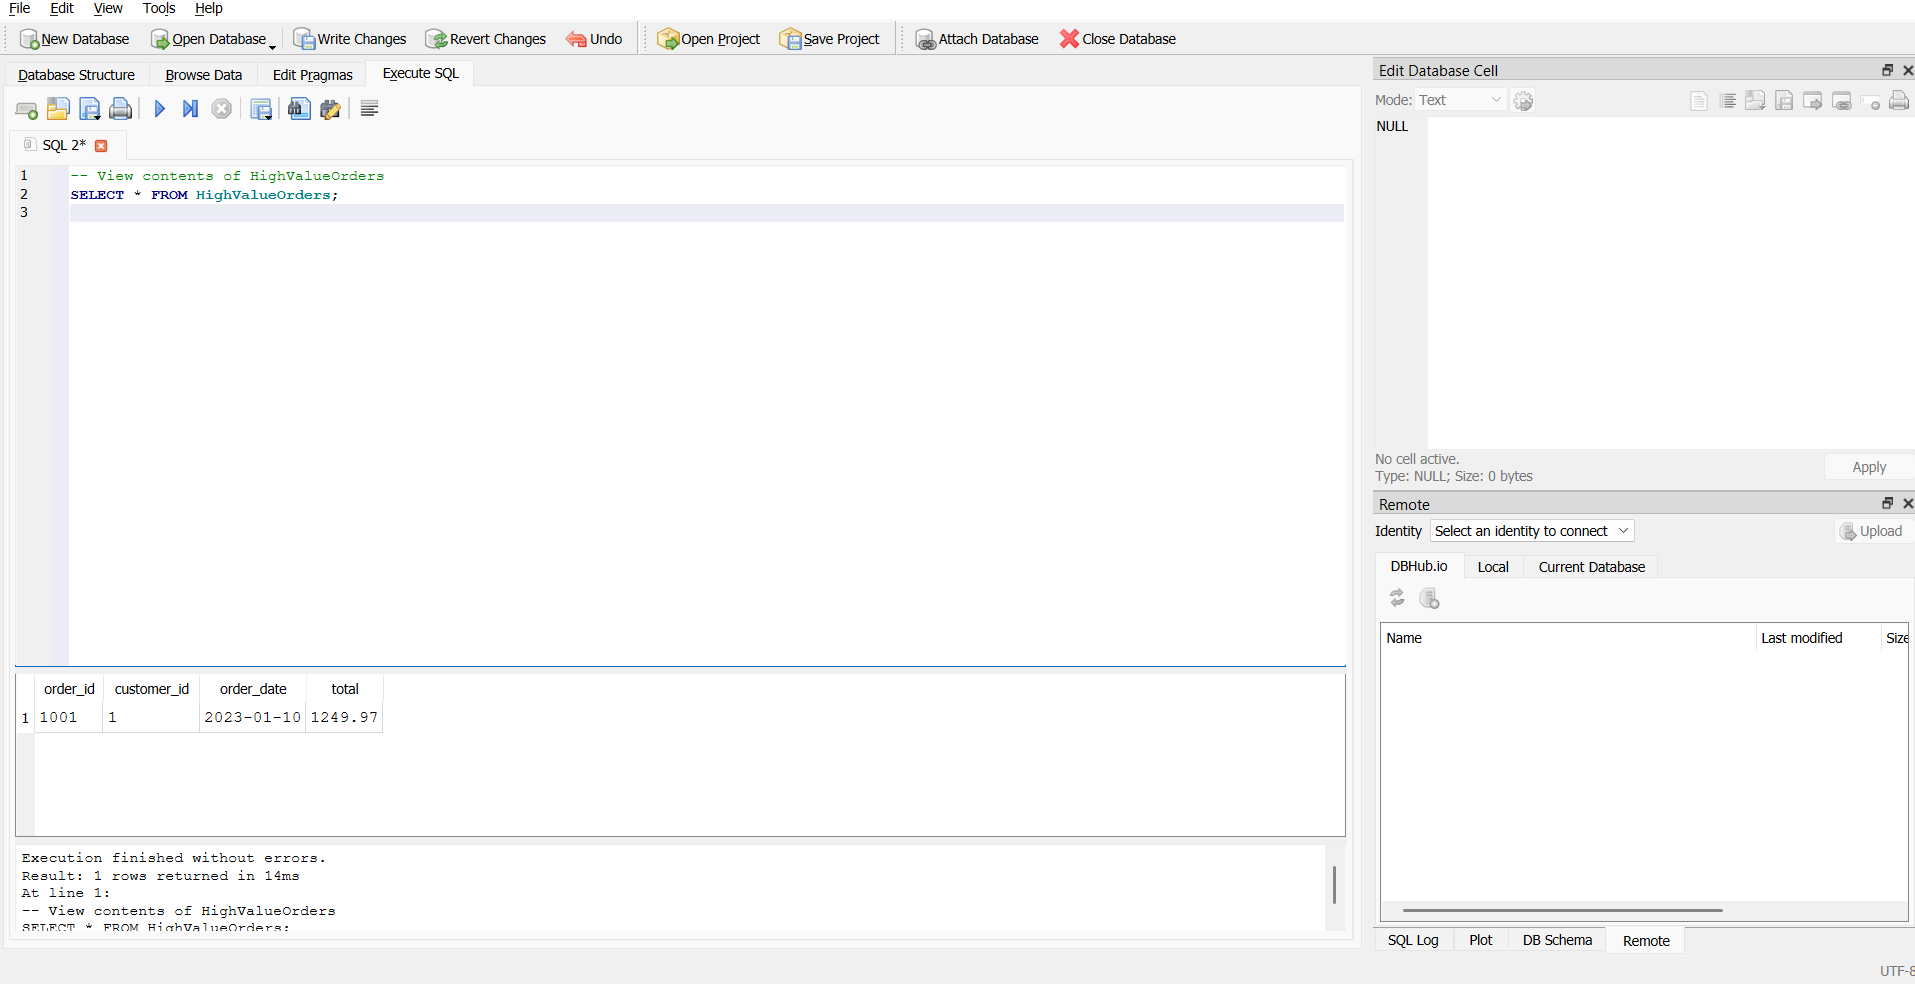 File Edit View Tools Help
New Database Open Database Write Changes Revert Changes Undo Open Project Save Project Attach Database Close Database
Database Structure Browse Data Edit Pragmas Execute SQL
SQL 2*
1 -- View contents of HighValueOrders
2 SELECT * FROM HighValueOrders;
3
order_id customer_id order_date total
1 1001 1 2023-01-10 1249.97
Execution finished without errors.
Result: 1 rows returned in 14ms
At line 1:
-- View contents of HighValueOrders
SELECT * FROM HighValueOrders;
Edit Database Cell
Mode: Text
NULL
No cell active.
Type: NULL; Size: 0 bytes
Apply
Remote
Identity Select an identity to connect Upload
DBHub.io Local Current Database
Name Last modified Size
SQL Log Plot DB Schema Remote
UTF-8